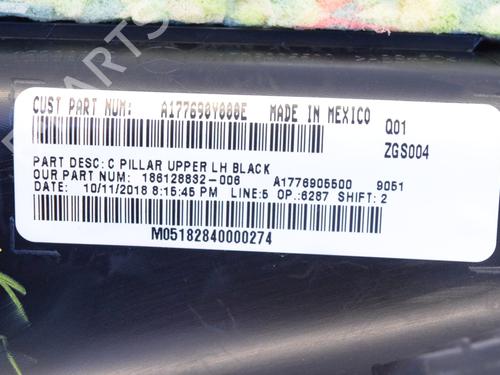 CUST PART NUM: A177690Y000E MADE IN MEXICO Q01
ZGS004
PART DESC: C PILLAR UPPER LH BLACK
OUR PART NUM: 186128832-006 A1776905500 9051
DATE: 10/11/2018 8:15:45 PM LINE:5 OP.:6287 SHIFT: 2
M05182840000274